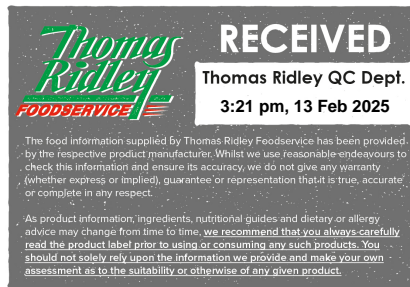 Thomas
Ridley
FOODSERVICE
RECEIVED
Thomas Ridley QC Dept.
3:21 pm, 13 Feb 2025
The food information supplied by Thomas Ridley Foodservice has been provided
by the respective product manufacturer. Whilst we use reasonable endeavours to
check this information and ensure its accuracy, we do not give any warranty
(whether express or implied), guarantee or representation that it is true, accurate
or complete in any respect.
As product information, ingredients, nutritional guides and dietary or allergy
advice may change from time to time, we recommend that you always carefully
read the product label prior to using or consuming any such products. You
should not solely rely upon the information we provide and make your own
assessment as to the suitability or otherwise of any given product.